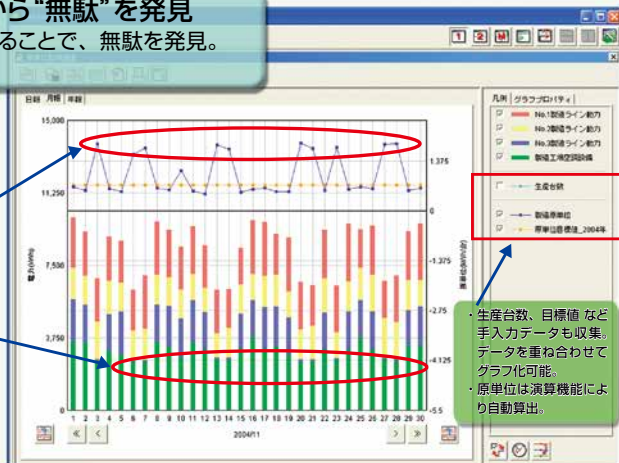 ら“無駄”を発見
ることで、無駄を発見。
日報 月報 年報
凡例 グラフプロパティ
15,000
11,250
7,500
3,750
0
電力(kWh)
1.375
0
-1.375
-2.75
-4.125
-5.5
原単位(kWh/台)
1 2 3 4 5 6 7 8 9 10 11 12 13 14 15 16 17 18 19 20 21 22 23 24 25 26 27 28 29 30
2004/11
No.1製造ライン動力
No.2製造ライン動力
No.3製造ライン動力
製造工場空調設備
生産台数
製造原単位
原単位目標値_2004年
・生産台数、目標値 など
手入力データも収集。
データを重ね合わせて
グラフ化可能。
・原単位は演算機能によ
り自動算出。